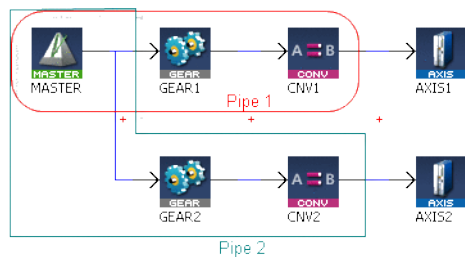 MASTER GEAR A B CONV AXIS
MASTER GEAR1 CNV1 AXIS1
Pipe 1
GEAR A B CONV AXIS
GEAR2 CNV2 AXIS2
Pipe 2